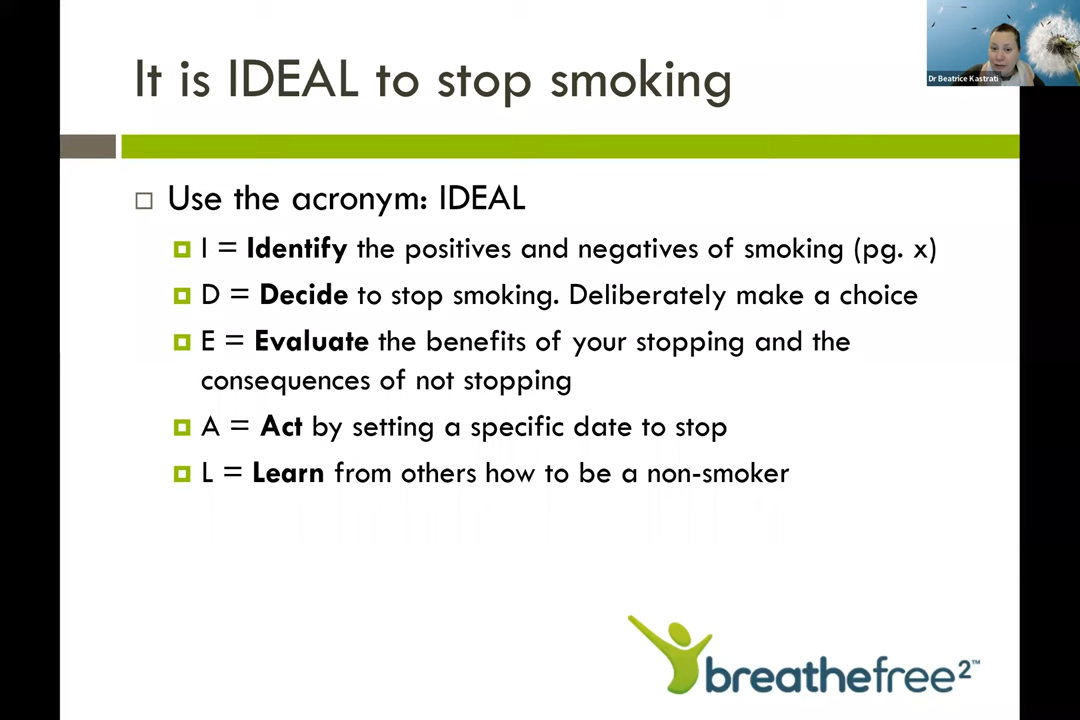 It is IDEAL to stop smoking
Dr Beatrice Kastrati
Use the acronym: IDEAL
I = Identify the positives and negatives of smoking (pg. x)
D = Decide to stop smoking. Deliberately make a choice
E = Evaluate the benefits of your stopping and the
consequences of not stopping
A = Act by setting a specific date to stop
L = Learn from others how to be a non-smoker
breathefree2™